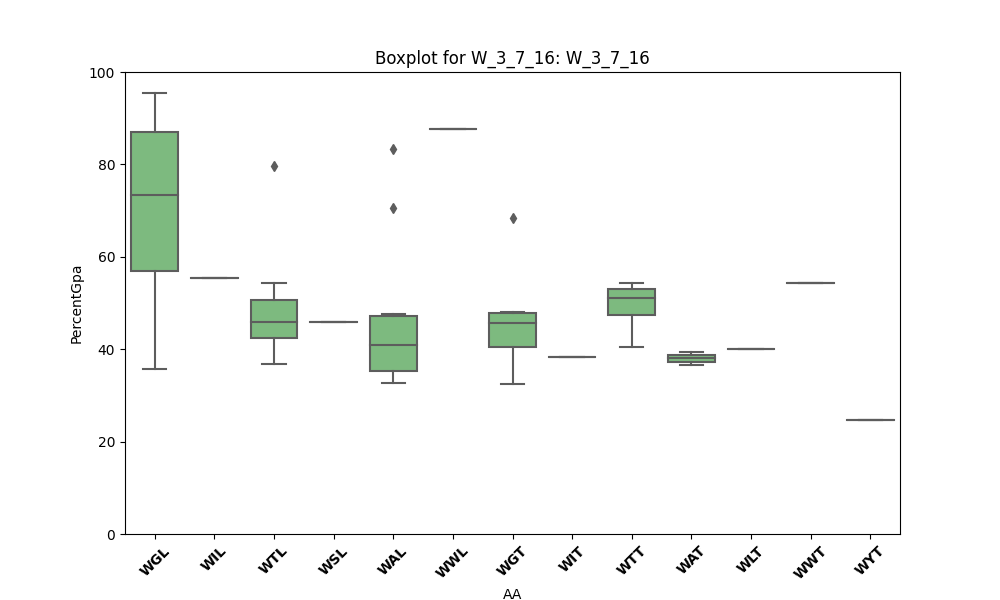 Boxplot for W_3_7_16: W_3_7_16
100
80
60
40
20
0
PercentGpa
WGL WIL WTL WSL WAL WWL WGT WIT WTT WAT WLT WWT WYT
AA